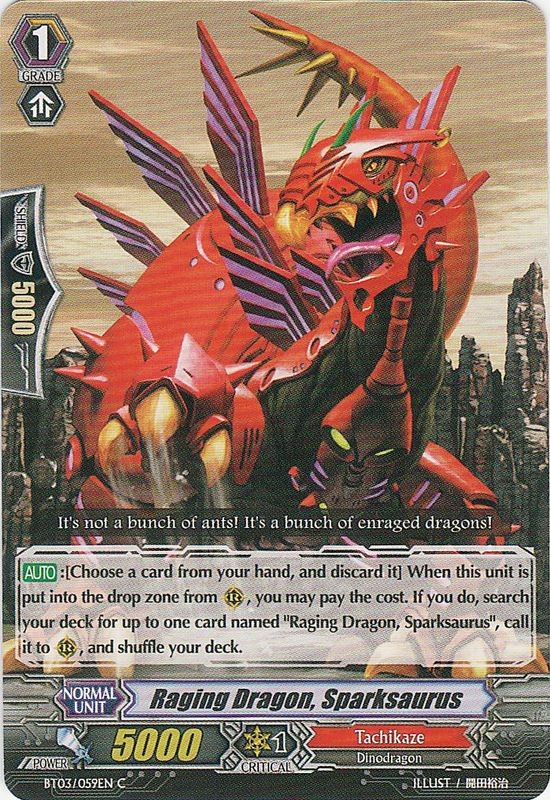 1
GRADE
SHIELD
5000
It's not a bunch of ants! It's a bunch of enraged dragons!
AUTO :[Choose a card from your hand, and discard it] When this unit is
put into the drop zone from , you may pay the cost. If you do, search
your deck for up to one card named "Raging Dragon, Sparksaurus", call
it to , and shuffle your deck.
NORMAL
UNIT
Raging Dragon, Sparksaurus
POWER
5000
1
CRITICAL
Tachikaze
Dinodragon
BT03/059EN C
ILLUST / 開田裕治